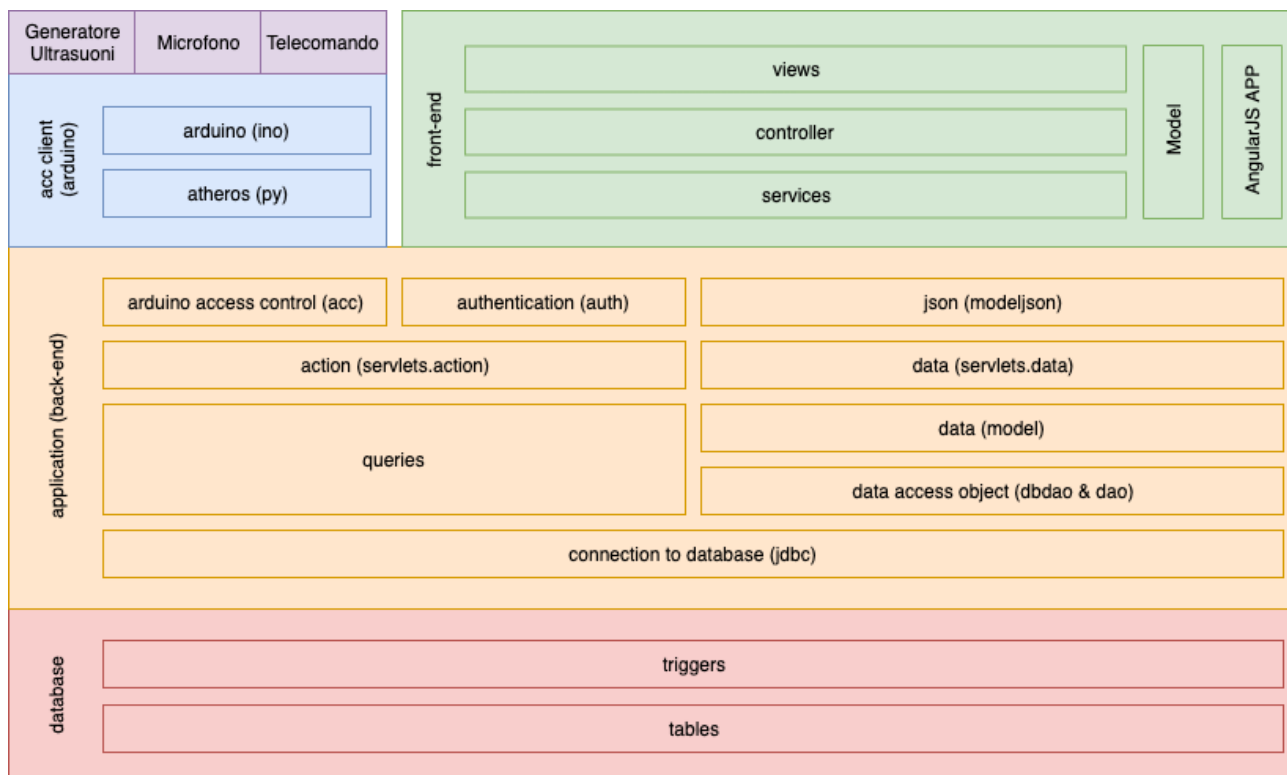 Generatore
Ultrasuoni
Microfono
Telecomando
acc client
(arduino)
arduino (ino)
atheros (py)
front-end
views
controller
services
Model
AngularJS APP
application (back-end)
arduino access control (acc)
authentication (auth)
json (modeljson)
action (servlets.action)
data (servlets.data)
queries
data (model)
data access object (dbdao & dao)
connection to database (jdbc)
database
triggers
tables